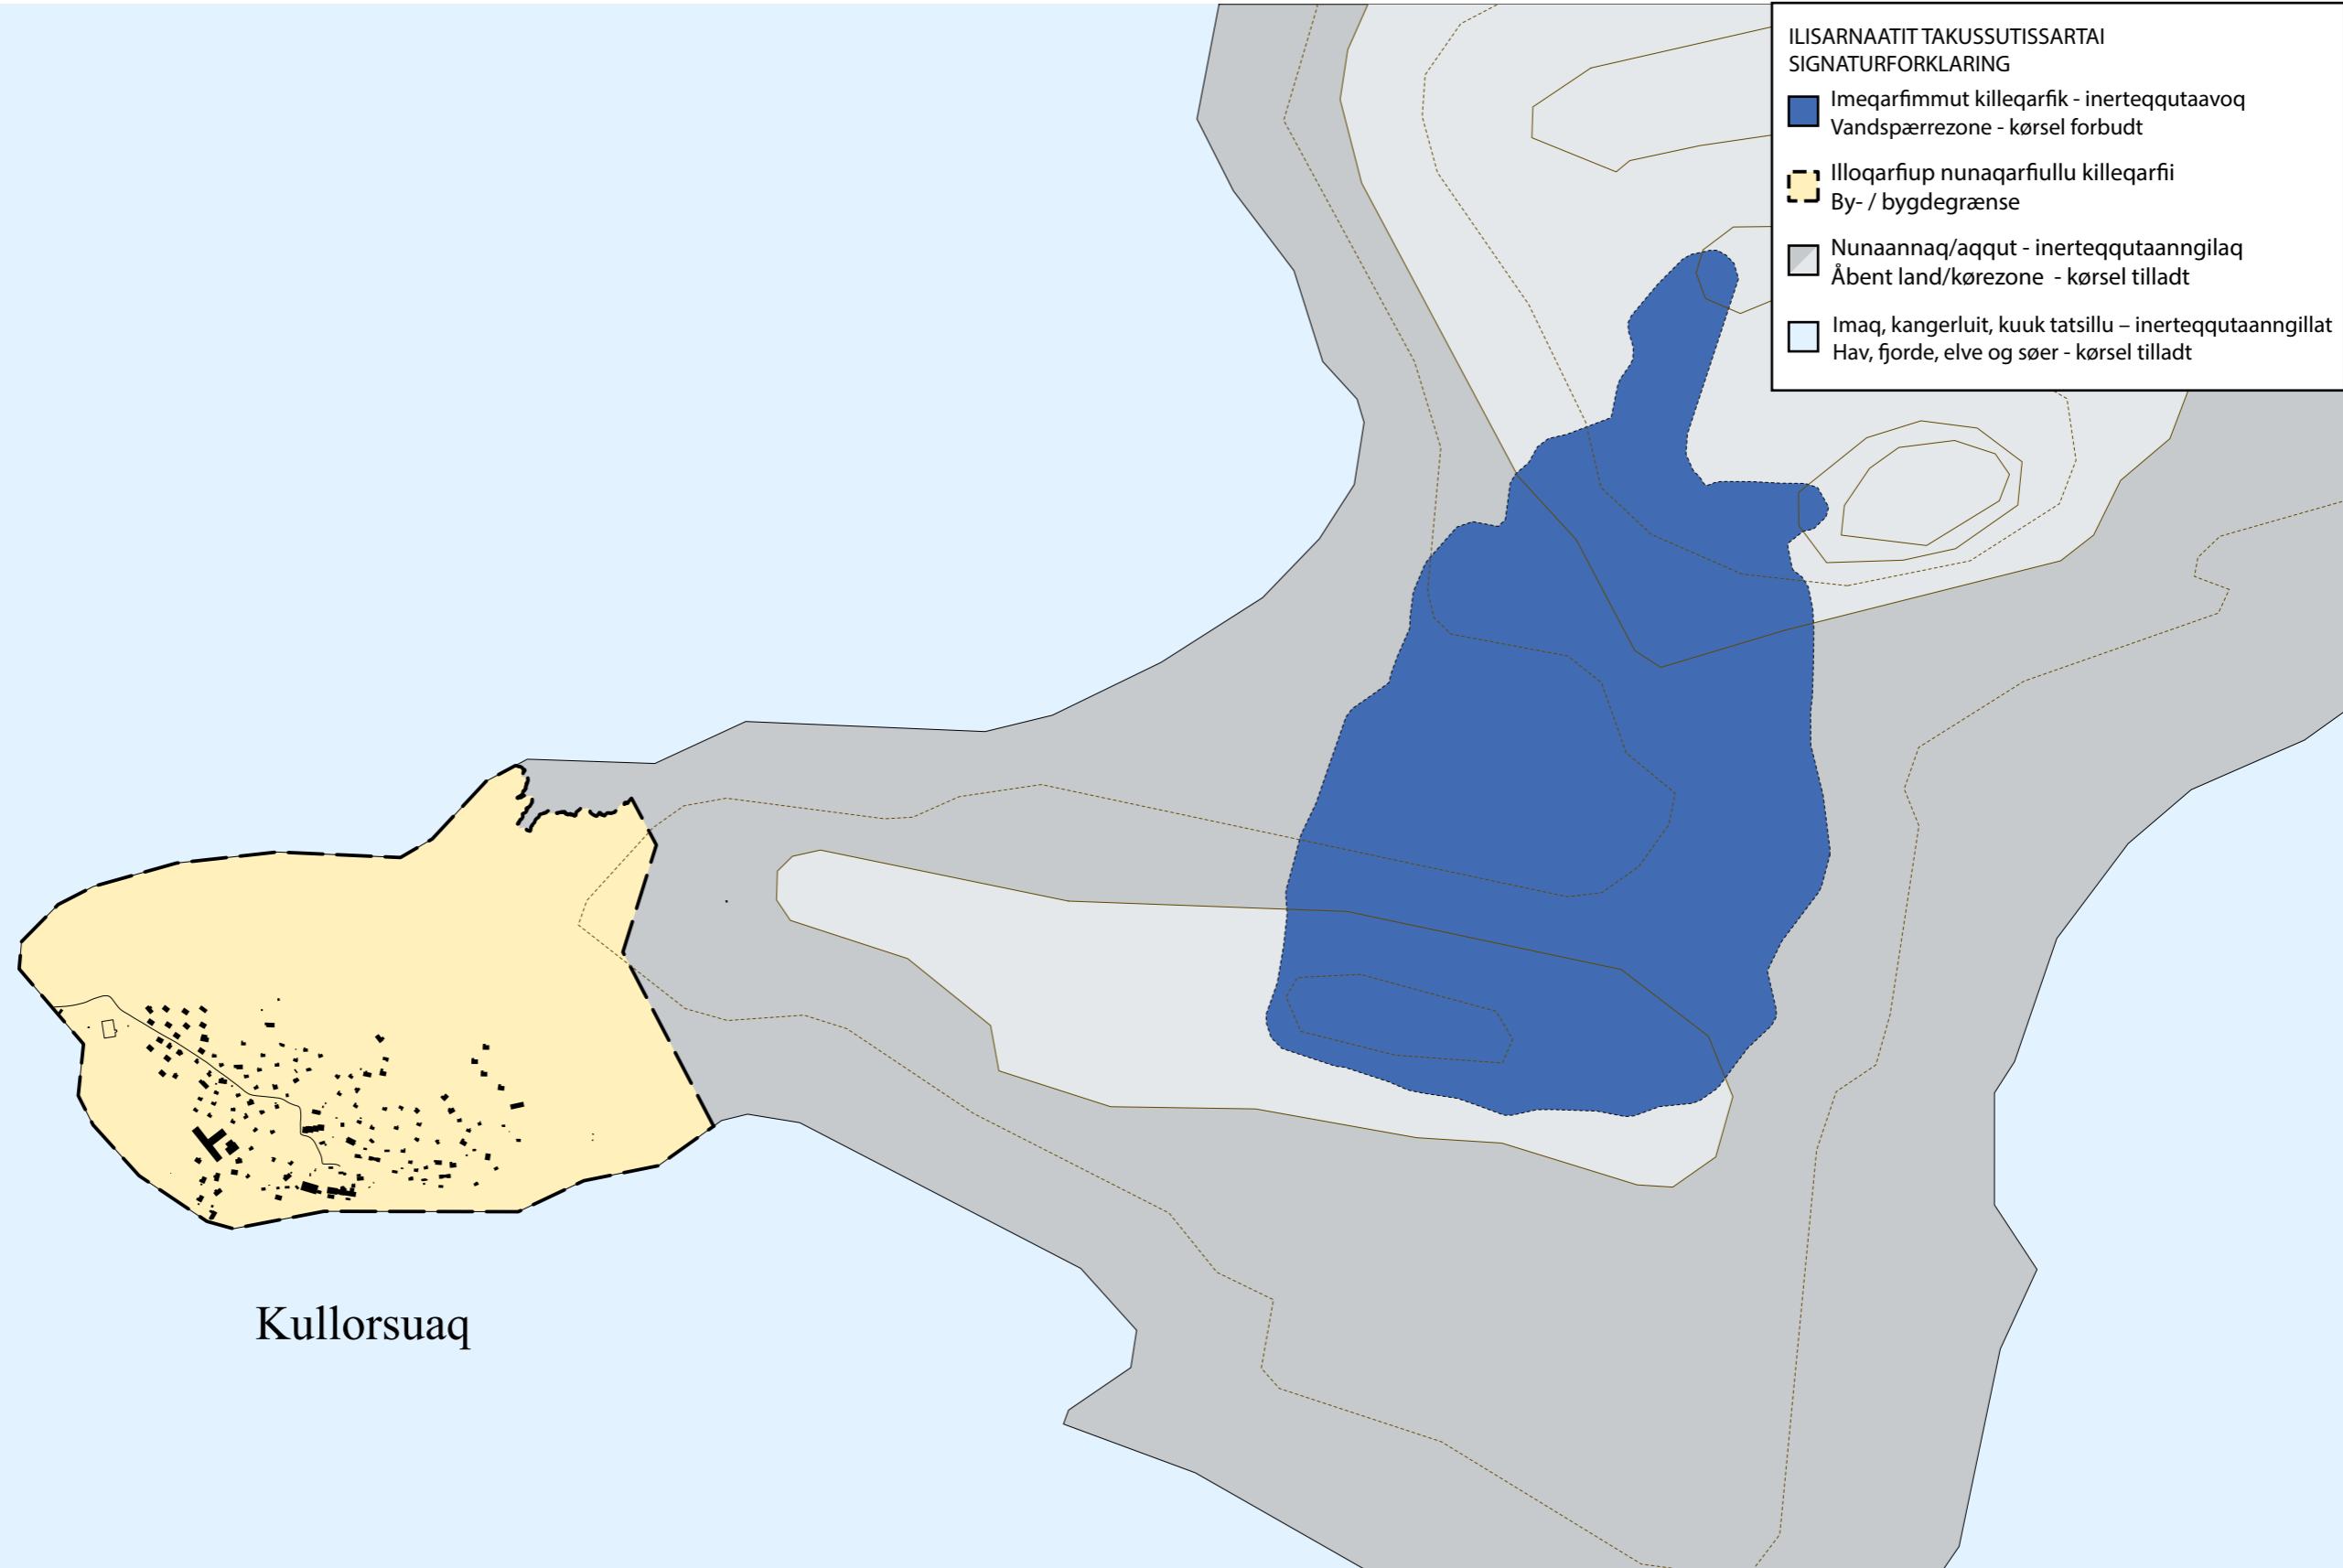 ILISARNAATIT TAKUSSUTISSARTAI
SIGNATURFORKLARING
Imeqarfimmut killeqarfik - inerteqqutaavoq
Vandspærrezone - kørsel forbudt
Illoqarfiup nunaqarfiullu killeqarfii
By- / bygdegrænse
Nunaannaq/aqqut - inerteqqutaanngilaq
Åbent land/kørezone - kørsel tilladt
Imaq, kangerluit, kuuk tatsillu – inerteqqutaanngillat
Hav, fjorde, elve og søer - kørsel tilladt
Kullorsuaq